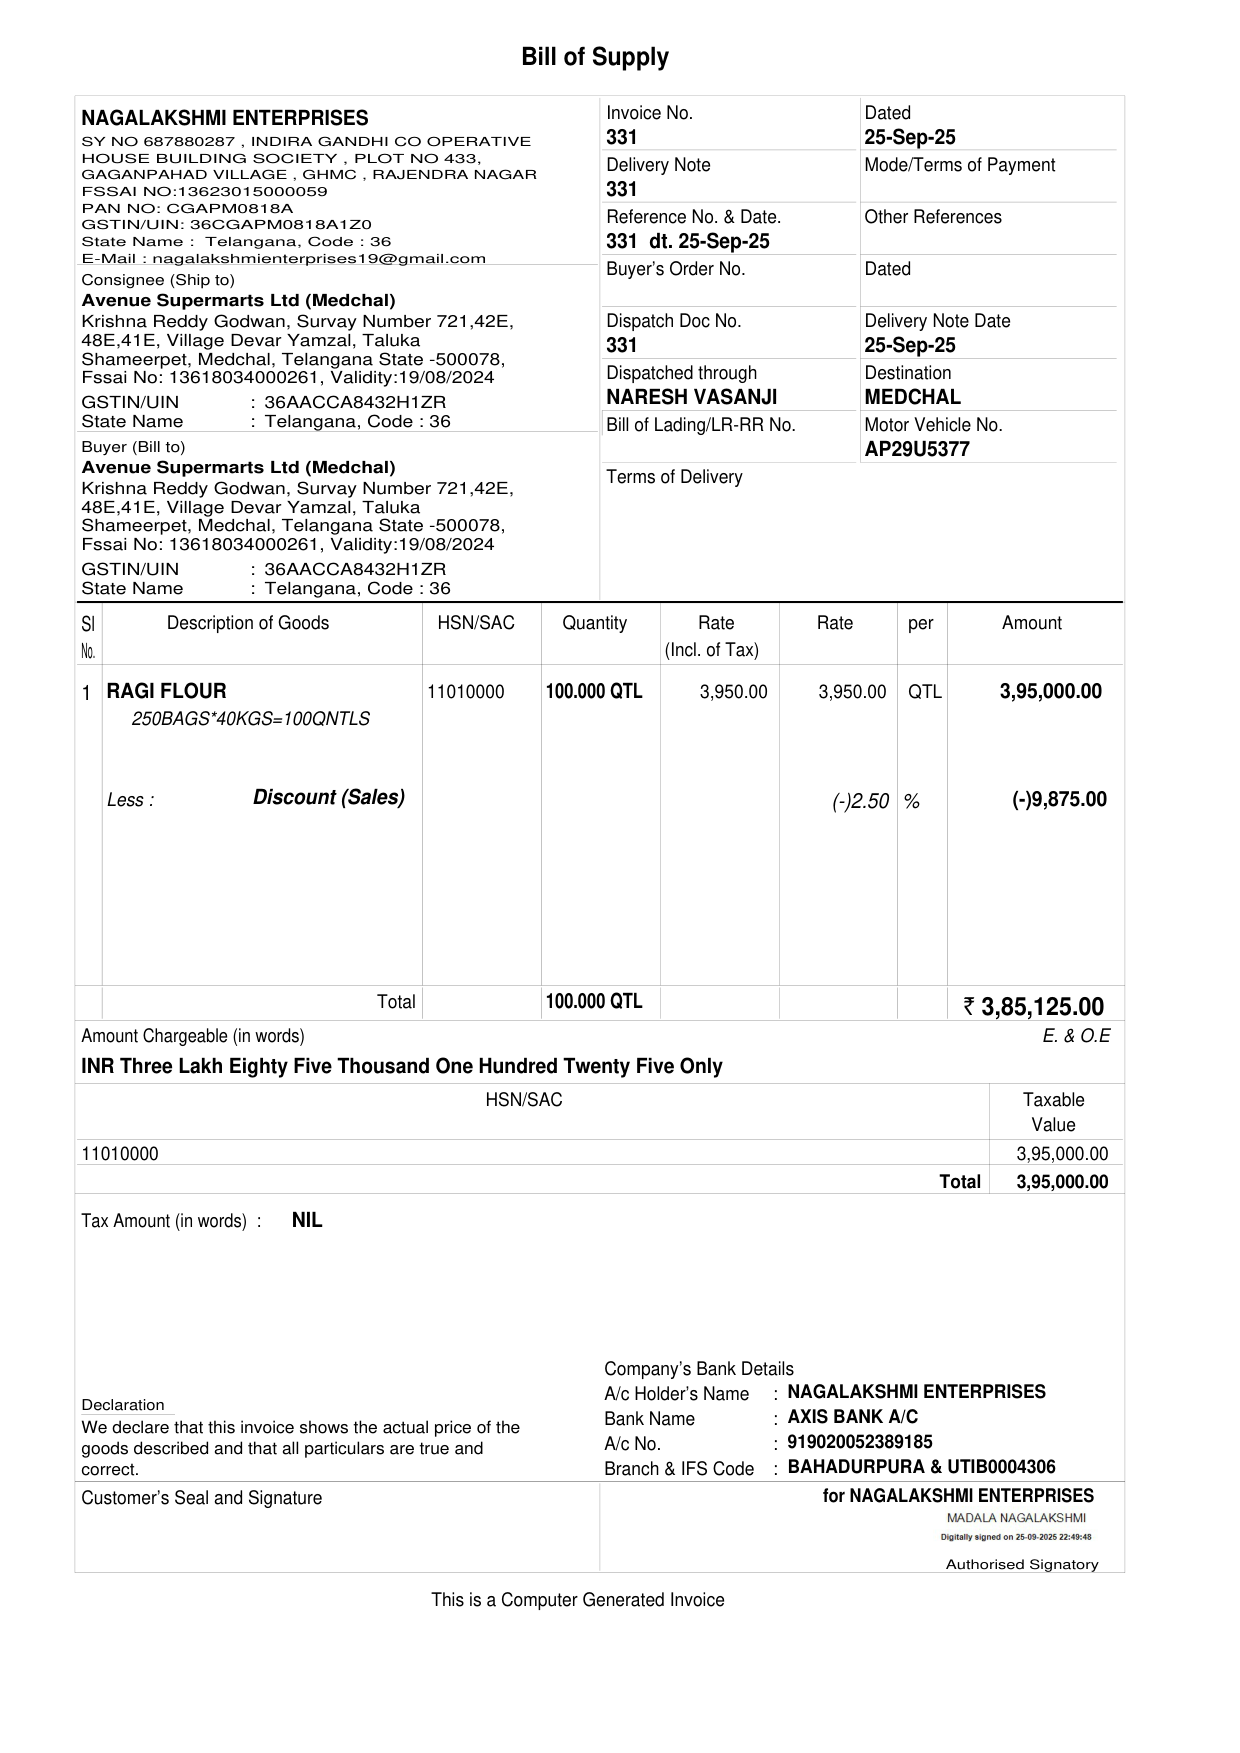 Bill of Supply
NAGALAKSHMI ENTERPRISES
SY NO 687880287 , INDIRA GANDHI CO OPERATIVE
HOUSE BUILDING SOCIETY , PLOT NO 433,
GAGANPAHAD VILLAGE , GHMC , RAJENDRA NAGAR
FSSAI NO:13623015000059
PAN NO: CGAPM0818A
GSTIN/UIN: 36CGAPM0818A1Z0
State Name : Telangana, Code : 36
E-Mail : nagalakshmienterprises19@gmail.com
Consignee (Ship to)
Avenue Supermarts Ltd (Medchal)
Krishna Reddy Godwan, Survay Number 721,42E,
48E,41E, Village Devar Yamzal, Taluka
Shameerpet, Medchal, Telangana State -500078,
Fssai No: 13618034000261, Validity:19/08/2024
GSTIN/UIN : 36AACCA8432H1ZR
State Name : Telangana, Code : 36
Buyer (Bill to)
Avenue Supermarts Ltd (Medchal)
Krishna Reddy Godwan, Survay Number 721,42E,
48E,41E, Village Devar Yamzal, Taluka
Shameerpet, Medchal, Telangana State -500078,
Fssai No: 13618034000261, Validity:19/08/2024
GSTIN/UIN : 36AACCA8432H1ZR
State Name : Telangana, Code : 36
Invoice No. Dated
331 25-Sep-25
Delivery Note Mode/Terms of Payment
331
Reference No. & Date. Other References
331 dt. 25-Sep-25
Buyer's Order No. Dated
Dispatch Doc No. Delivery Note Date
331 25-Sep-25
Dispatched through Destination
NARESH VASANJI MEDCHAL
Bill of Lading/LR-RR No. Motor Vehicle No.
AP29U5377
Terms of Delivery
Sl Description of Goods HSN/SAC Quantity Rate Rate per Amount
No. (Incl. of Tax)
1 RAGI FLOUR 11010000 100.000 QTL 3,950.00 3,950.00 QTL 3,95,000.00
250BAGS*40KGS=100QNTLS
Less : Discount (Sales) (-)2.50 % (-)9,875.00
Total 100.000 QTL ₹ 3,85,125.00
Amount Chargeable (in words) E. & O.E
INR Three Lakh Eighty Five Thousand One Hundred Twenty Five Only
HSN/SAC Taxable
Value
11010000 3,95,000.00
Total 3,95,000.00
Tax Amount (in words) : NIL
Company's Bank Details
A/c Holder's Name : NAGALAKSHMI ENTERPRISES
Bank Name : AXIS BANK A/C
A/c No. : 919020052389185
Branch & IFS Code : BAHADURPURA & UTIB0004306
Declaration
We declare that this invoice shows the actual price of the
goods described and that all particulars are true and
correct.
Customer's Seal and Signature
for NAGALAKSHMI ENTERPRISES
MADALA NAGALAKSHMI
Digitally signed on 25-09-2025 22:49:48
Authorised Signatory
This is a Computer Generated Invoice